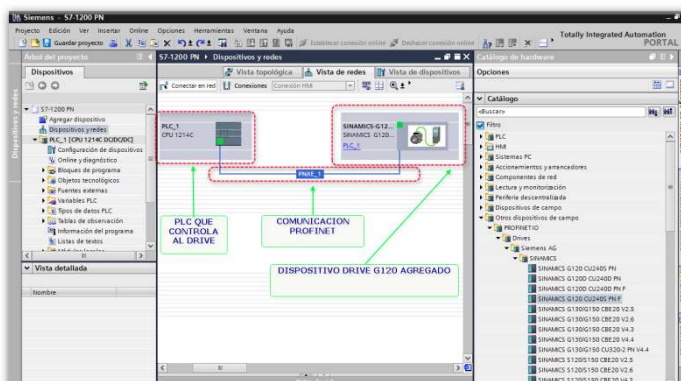 Siemens - S7-1200 PN
Proyecto Edición Ver Insertar Online Opciones Herramientas Ventana Ayuda
Guardar proyecto
Establecer conexión online
Deshacer conexión online
Totally Integrated Automation
PORTAL
Árbol del proyecto
Dispositivos
Dispositivos y redes
S7-1200 PN
Agregar dispositivo
Dispositivos y redes
PLC_1 [CPU 1214C DC/DC/DC]
Configuración de dispositivos
Online y diagnóstico
Bloques de programa
Objetos tecnológicos
Fuentes externas
Variables PLC
Tipos de datos PLC
Tablas de observación
Información del programa
Listas de textos
Vista detallada
Nombre
S7-1200 PN ▸ Dispositivos y redes
Vista topológica
Vista de redes
Vista de dispositivos
Conectar en red
Conexiones
Conexión HMI
PLC_1
CPU 1214C
SINAMICS-G12...
SINAMICS G120...
PLC_1
PN/IE_1
PLC QUE
CONTROLA
AL DRIVE
COMUNICACION
PROFINET
DISPOSITIVO DRIVE G120 AGREGADO
Catálogo de hardware
Opciones
Catálogo
<Buscar>
Filtro
PLC
HMI
Sistemas PC
Accionamientos y arrancadores
Componentes de red
Lectura y monitorización
Periferia descentralizada
Dispositivos de campo
Otros dispositivos de campo
PROFINET IO
Drives
Siemens AG
SINAMICS
SINAMICS G120 CU240S PN
SINAMICS G120D CU240D PN
SINAMICS G120D CU240D PN F
SINAMICS G120 CU240S PN F
SINAMICS G130/G150 CBE20 V2.5
SINAMICS G130/G150 CBE20 V2.6
SINAMICS G130/G150 CBE20 V4.3
SINAMICS G130/G150 CBE20 V4.4
SINAMICS G130/G150 CU320-2 PN V4.4
SINAMICS S120/S150 CBE20 V2.5
SINAMICS S120/S150 CBE20 V2.6